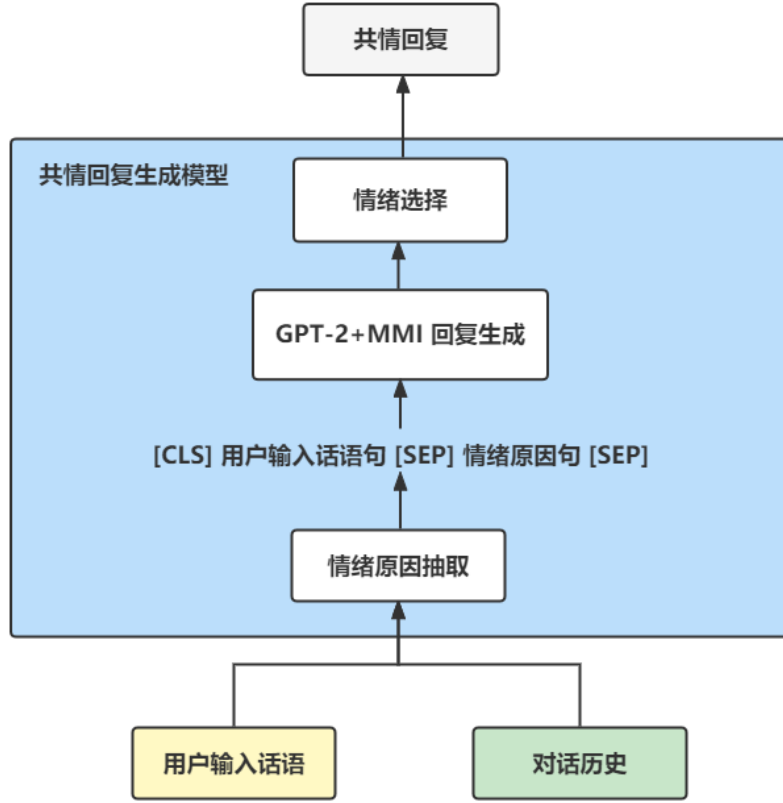 共情回复
共情回复生成模型
情绪选择
GPT-2+MMI 回复生成
[CLS] 用户输入话语句 [SEP] 情绪原因句 [SEP]
情绪原因抽取
用户输入话语
对话历史